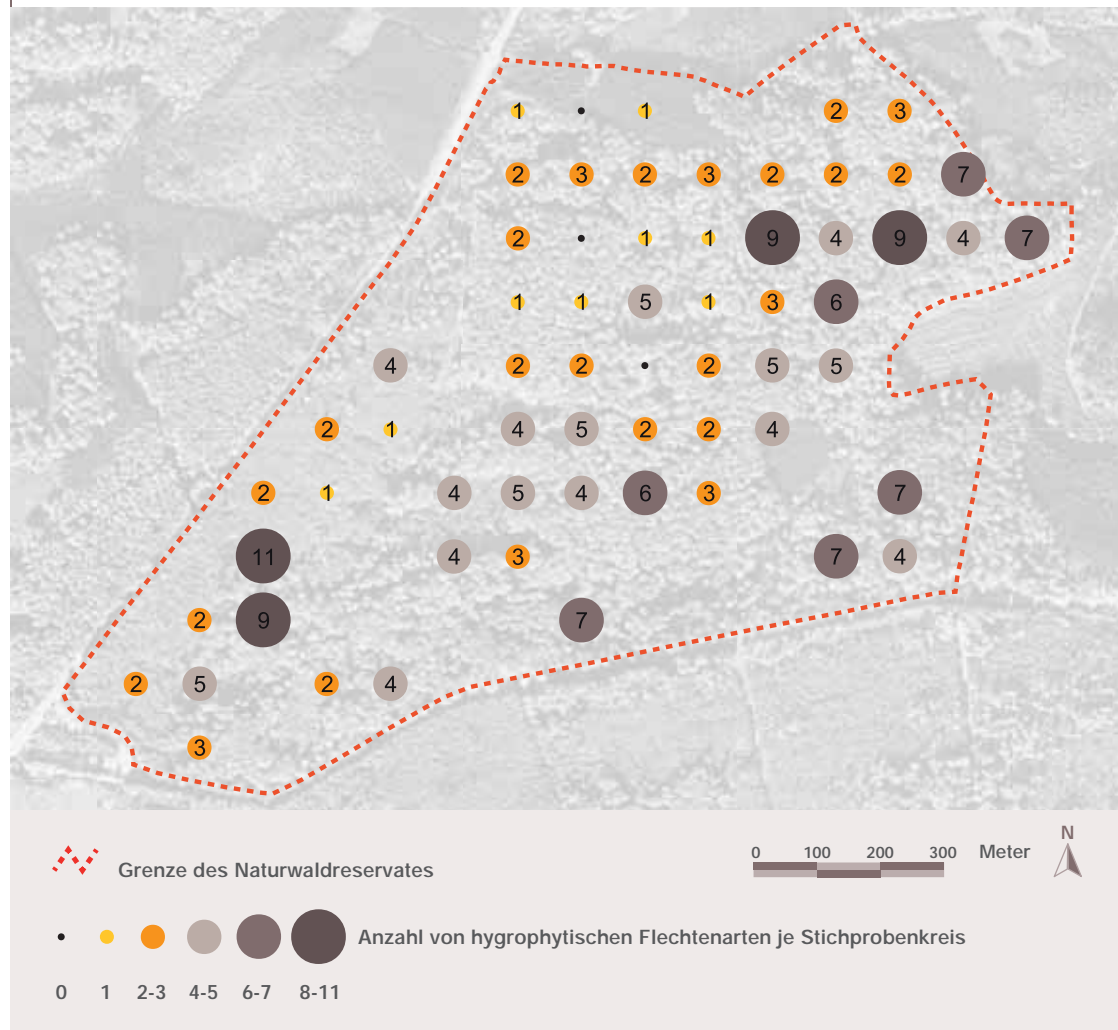 1 1 2 3
2 3 2 3 2 2 2 7
2 1 1 9 4 9 4 7
1 1 5 1 3 6
4 2 2 2 5 5
2 1 4 5 2 2 4
2 1 4 5 4 6 3 7
11 4 3 7 4
2 9 7
2 5 2 4
3
N
0 100 200 300 Meter
Grenze des Naturwaldreservates
Anzahl von hygrophytischen Flechtenarten je Stichprobenkreis
0 1 2-3 4-5 6-7 8-11